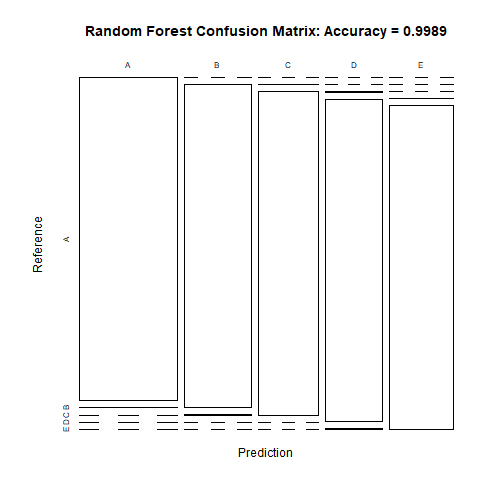 Random Forest Confusion Matrix: Accuracy = 0.9989
A B C D E
Reference
A
E D C B
Prediction